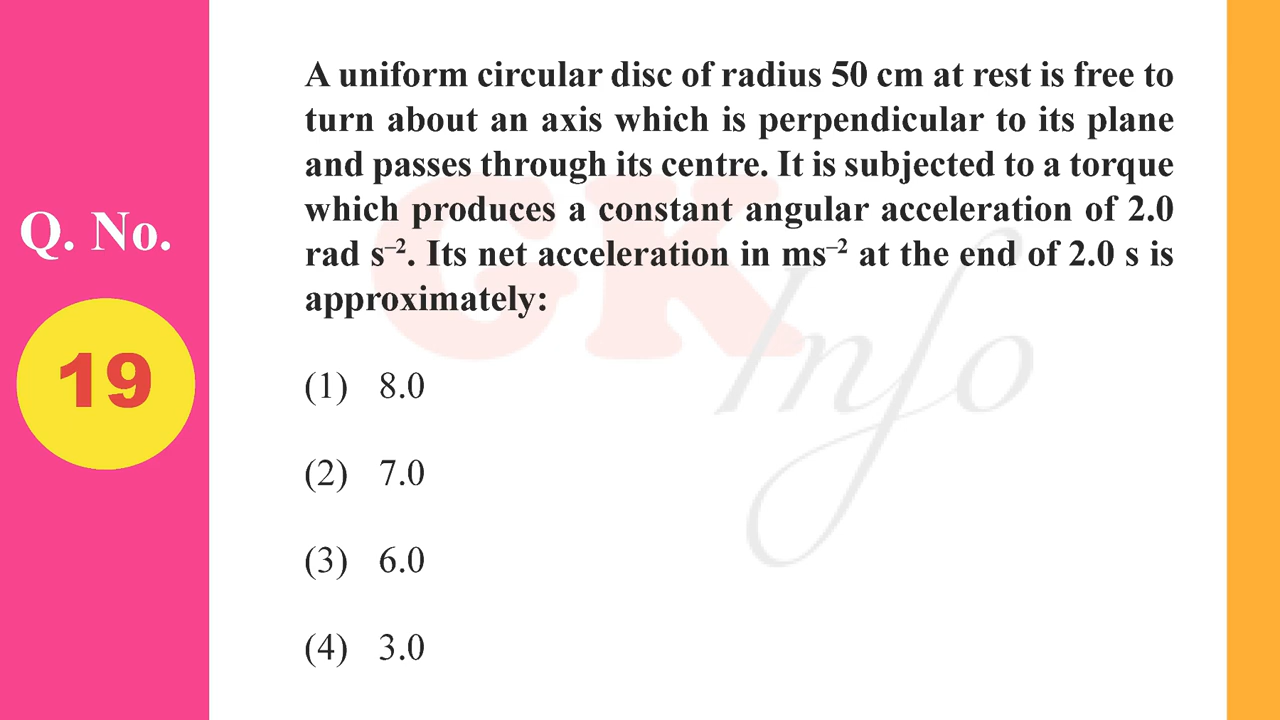 Q. No.
19
A uniform circular disc of radius 50 cm at rest is free to
turn about an axis which is perpendicular to its plane
and passes through its centre. It is subjected to a torque
which produces a constant angular acceleration of 2.0
rad s⁻². Its net acceleration in ms⁻² at the end of 2.0 s is
approximately:
(1) 8.0
(2) 7.0
(3) 6.0
(4) 3.0
GK
Info